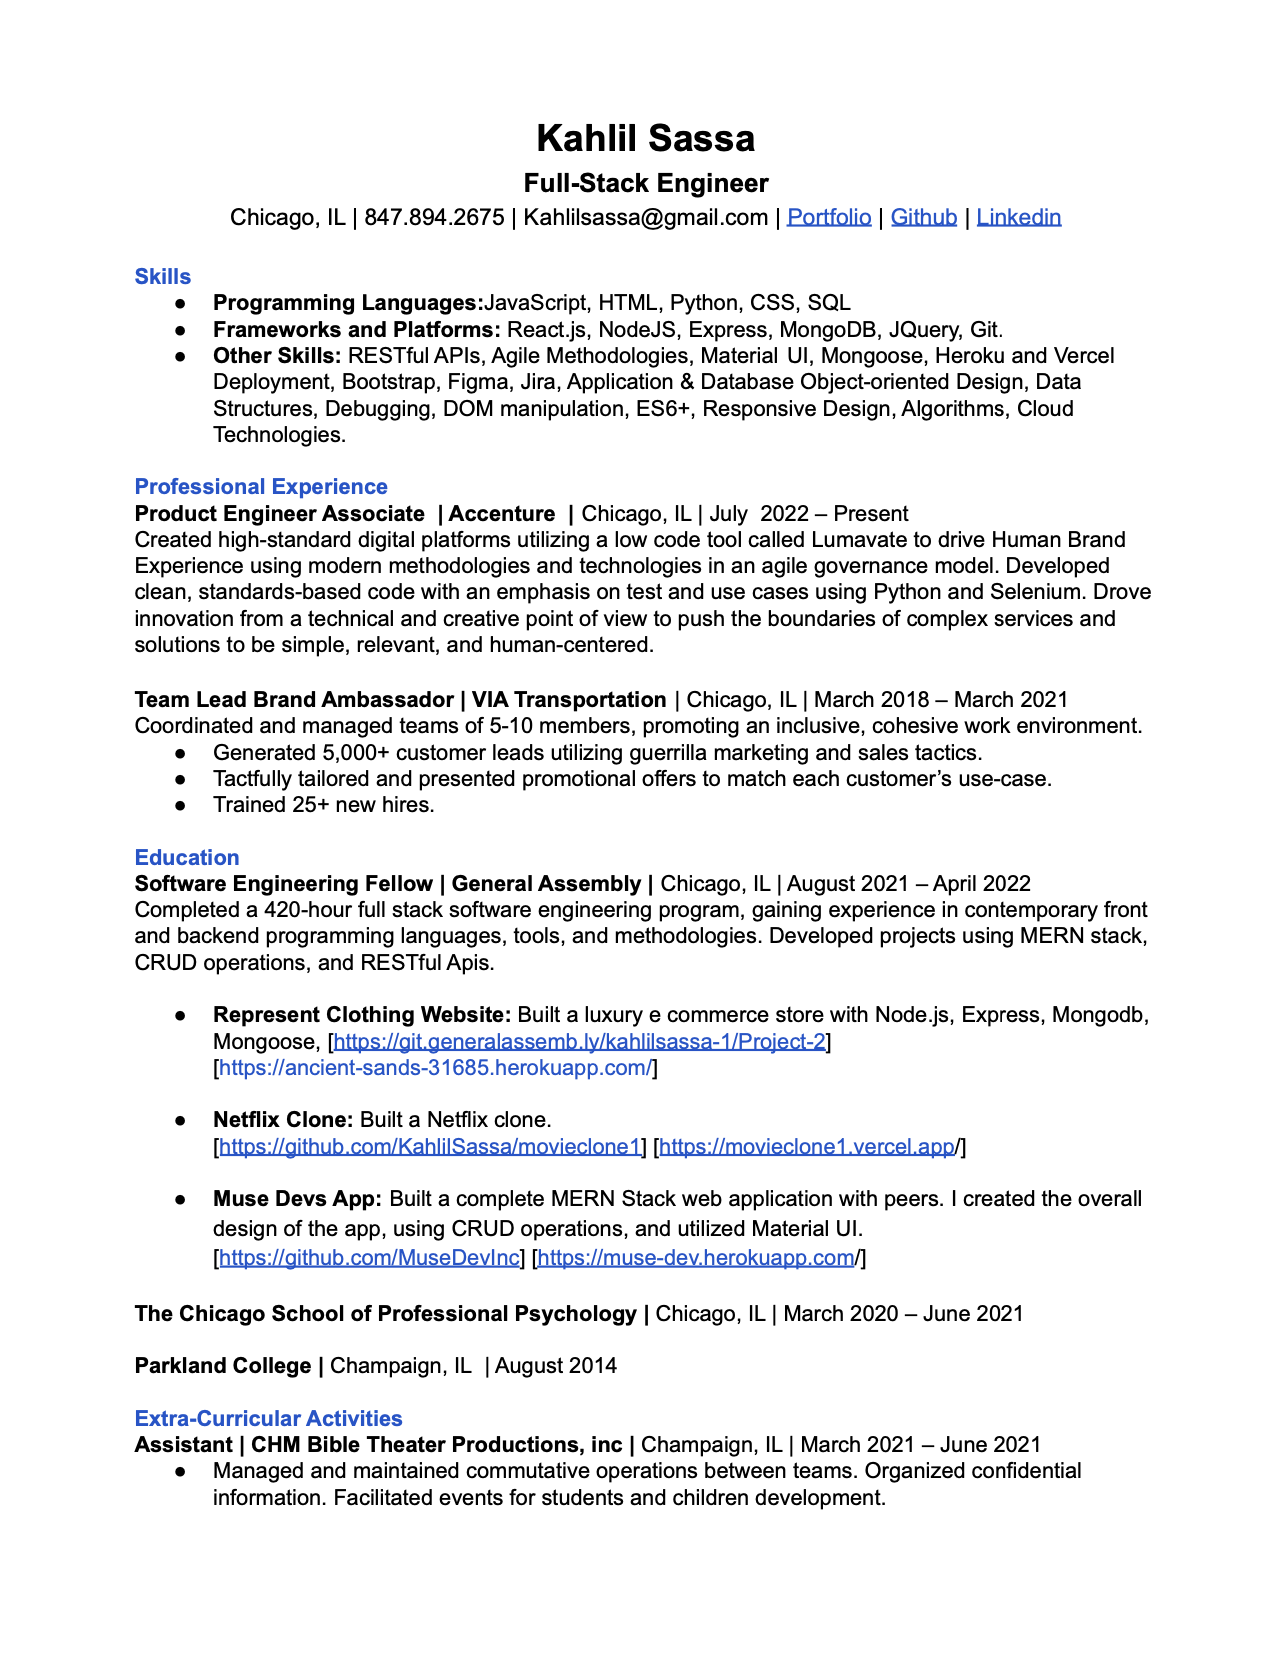 Kahlil Sassa
Full-Stack Engineer
Chicago, IL | 847.894.2675 | Kahlilsassa@gmail.com | Portfolio | Github | Linkedin
Skills
● Programming Languages:JavaScript, HTML, Python, CSS, SQL
● Frameworks and Platforms: React.js, NodeJS, Express, MongoDB, JQuery, Git.
● Other Skills: RESTful APIs, Agile Methodologies, Material UI, Mongoose, Heroku and Vercel
Deployment, Bootstrap, Figma, Jira, Application & Database Object-oriented Design, Data
Structures, Debugging, DOM manipulation, ES6+, Responsive Design, Algorithms, Cloud
Technologies.
Professional Experience
Product Engineer Associate | Accenture | Chicago, IL | July 2022 – Present
Created high-standard digital platforms utilizing a low code tool called Lumavate to drive Human Brand
Experience using modern methodologies and technologies in an agile governance model. Developed
clean, standards-based code with an emphasis on test and use cases using Python and Selenium. Drove
innovation from a technical and creative point of view to push the boundaries of complex services and
solutions to be simple, relevant, and human-centered.
Team Lead Brand Ambassador | VIA Transportation | Chicago, IL | March 2018 – March 2021
Coordinated and managed teams of 5-10 members, promoting an inclusive, cohesive work environment.
● Generated 5,000+ customer leads utilizing guerrilla marketing and sales tactics.
● Tactfully tailored and presented promotional offers to match each customer’s use-case.
● Trained 25+ new hires.
Education
Software Engineering Fellow | General Assembly | Chicago, IL | August 2021 – April 2022
Completed a 420-hour full stack software engineering program, gaining experience in contemporary front
and backend programming languages, tools, and methodologies. Developed projects using MERN stack,
CRUD operations, and RESTful Apis.
● Represent Clothing Website: Built a luxury e commerce store with Node.js, Express, Mongodb,
Mongoose, [https://git.generalassemb.ly/kahlilsassa-1/Project-2]
[https://ancient-sands-31685.herokuapp.com/]
● Netflix Clone: Built a Netflix clone.
[https://github.com/KahlilSassa/movieclone1] [https://movieclone1.vercel.app/]
● Muse Devs App: Built a complete MERN Stack web application with peers. I created the overall
design of the app, using CRUD operations, and utilized Material UI.
[https://github.com/MuseDevInc] [https://muse-dev.herokuapp.com/]
The Chicago School of Professional Psychology | Chicago, IL | March 2020 – June 2021
Parkland College | Champaign, IL | August 2014
Extra-Curricular Activities
Assistant | CHM Bible Theater Productions, inc | Champaign, IL | March 2021 – June 2021
● Managed and maintained commutative operations between teams. Organized confidential
information. Facilitated events for students and children development.